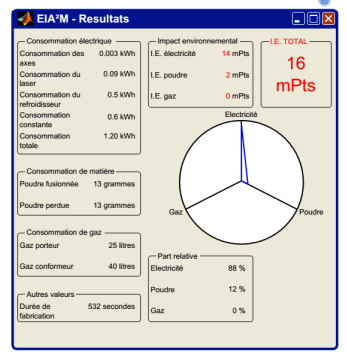 EIA²M - Resultats
Consommation électrique
Consommation des axes 0.003 kWh
Consommation du laser 0.09 kWh
Consommation du refroidisseur 0.5 kWh
Consommation constante 0.6 kWh
Consommation totale 1.20 kWh
Consommation de matière
Poudre fusionnée 13 grammes
Poudre perdue 13 grammes
Consommation de gaz
Gaz porteur 25 litres
Gaz conformeur 40 litres
Autres valeurs
Durée de fabrication 532 secondes
Impact environnemental
I.E. électricité 14 mPts
I.E. poudre 2 mPts
I.E. gaz 0 mPts
I.E. TOTAL
16
mPts
Electricité
Gaz
Poudre
Part relative
Electricité 88 %
Poudre 12 %
Gaz 0 %